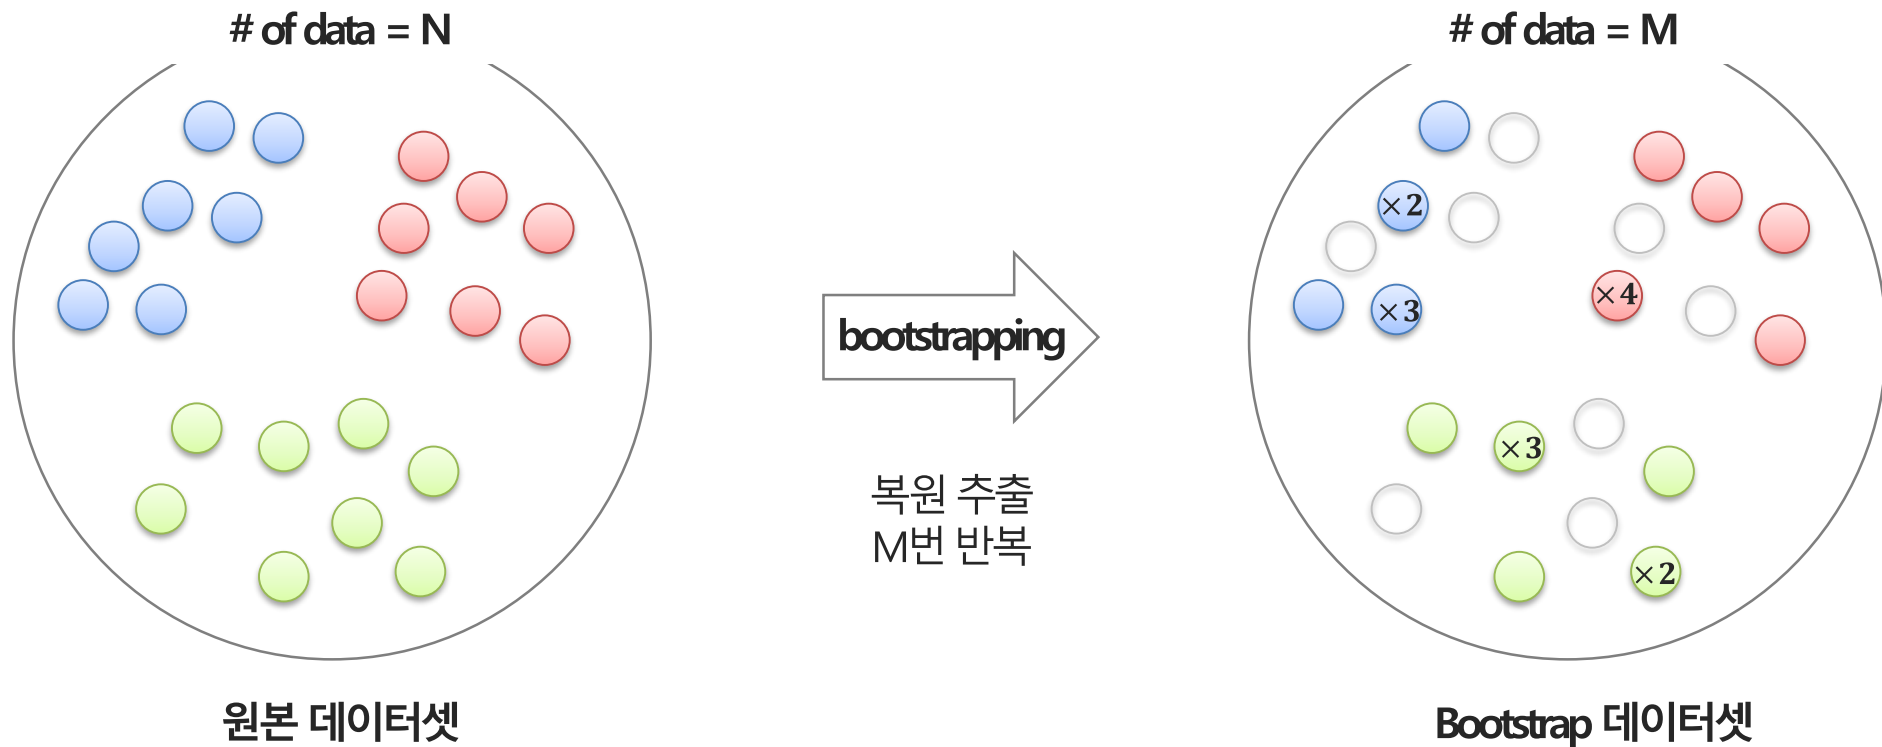 # of data = N
# of data = M
×2
×3
×4
bootstrapping
×3
×2
복원 추출
M번 반복
원본 데이터셋
Bootstrap 데이터셋